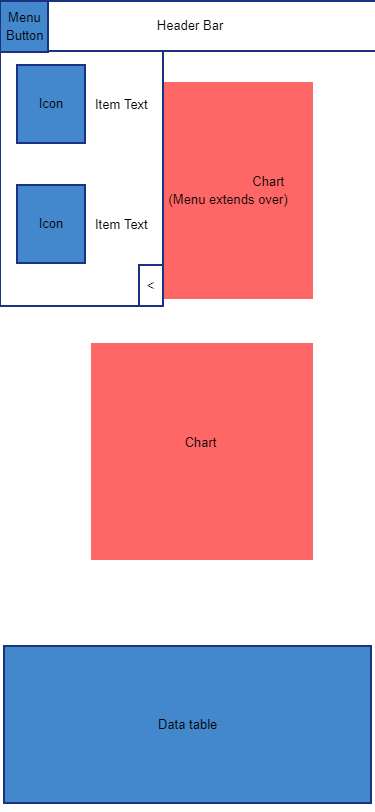 Menu
Button
Header Bar
Icon
Item Text
Chart
(Menu extends over)
Icon
Item Text
<
Chart
Data table